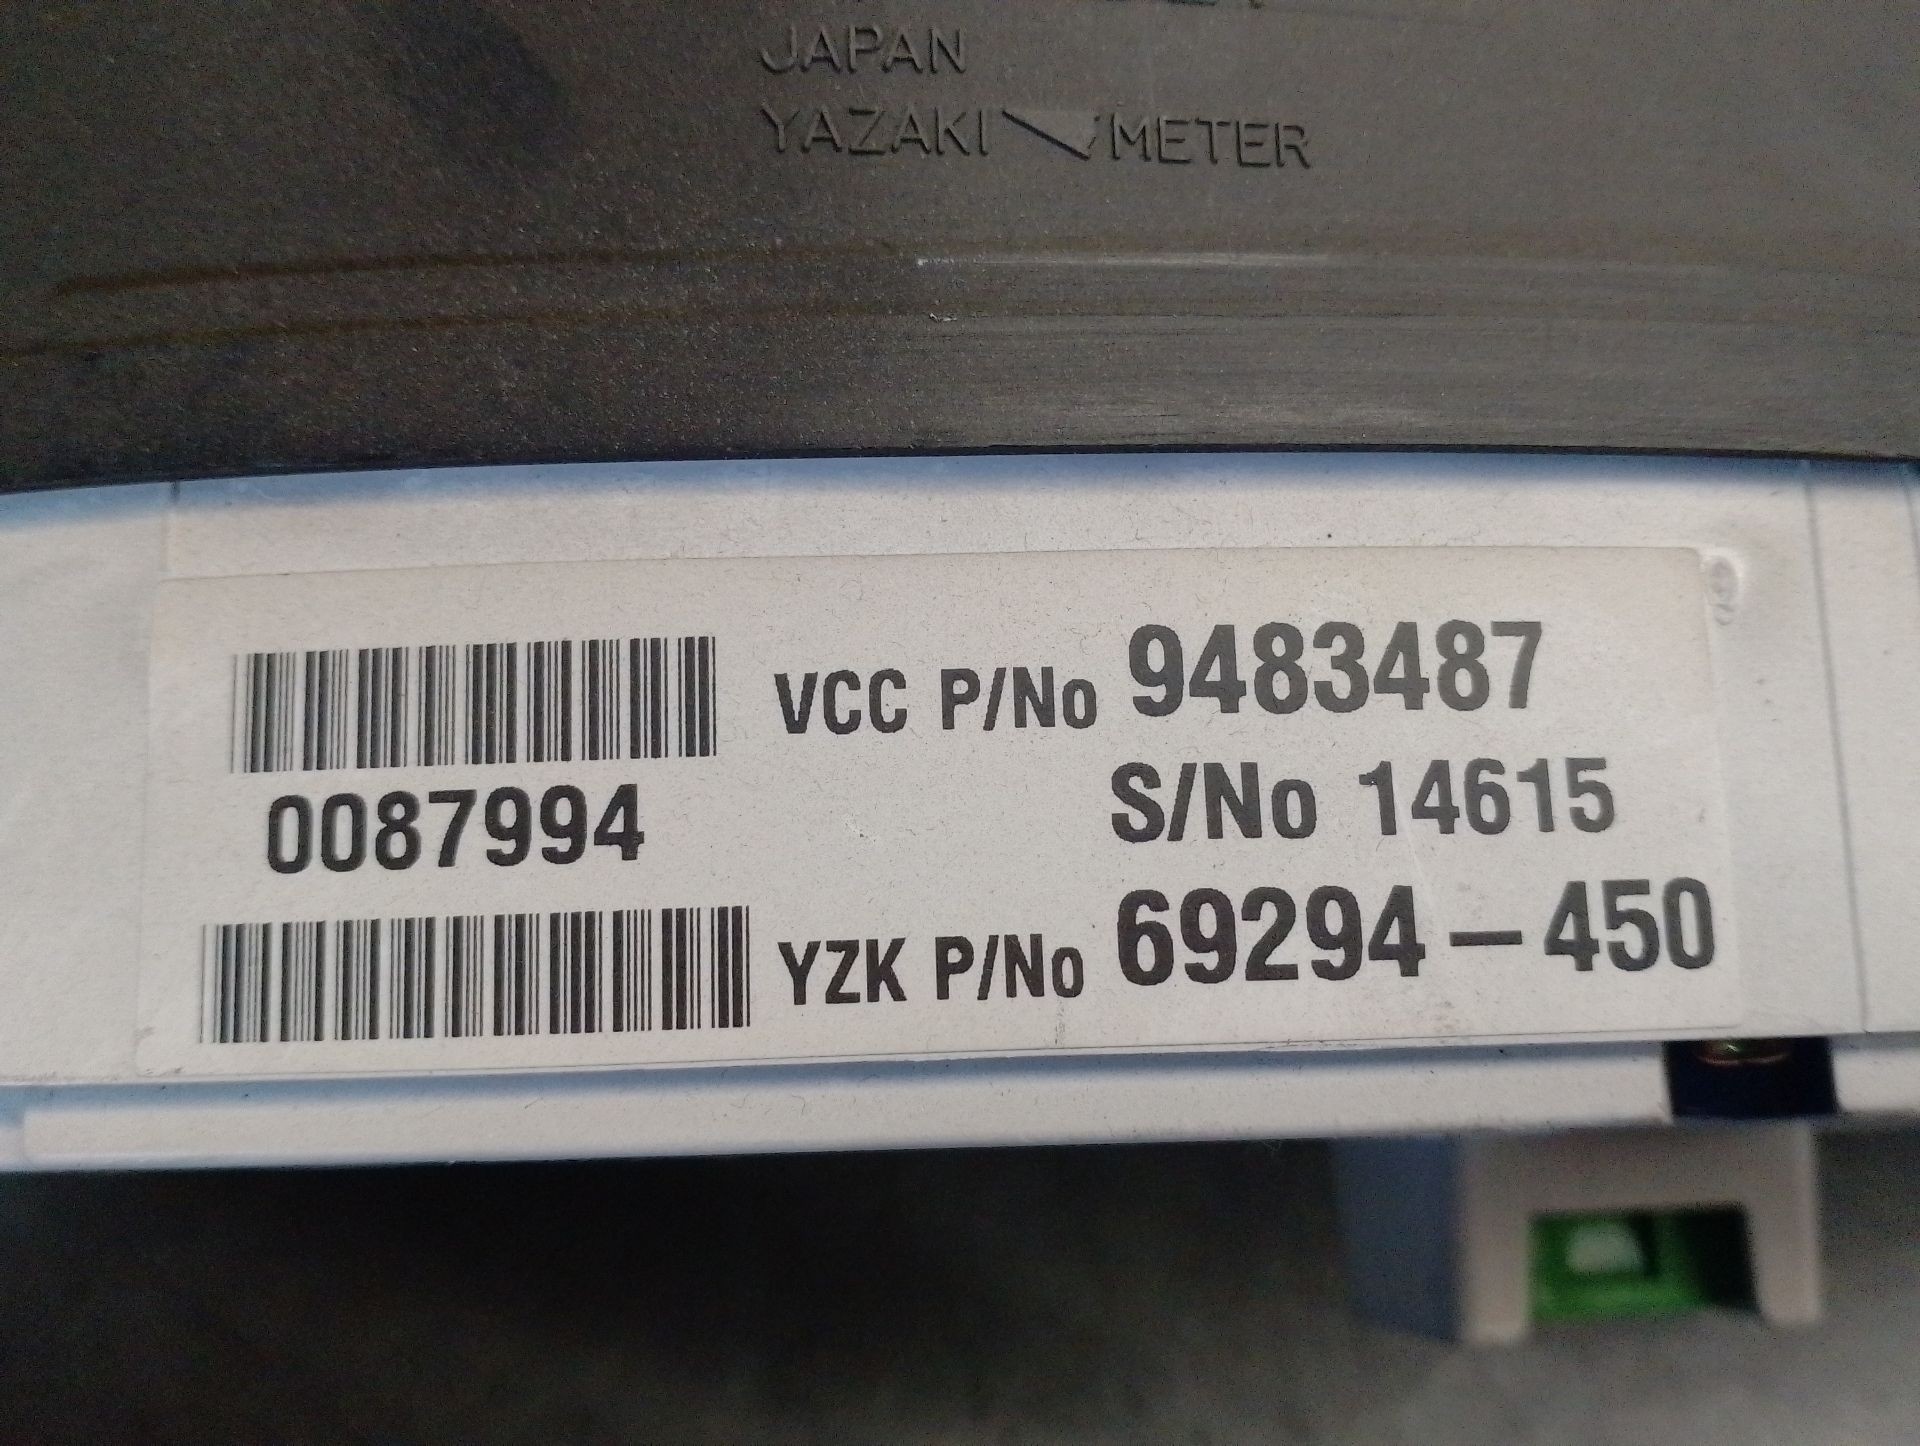 JAPAN
YAZAKI METER
VCC P/No 9483487
S/No 14615
0087994
YZK P/No 69294-450